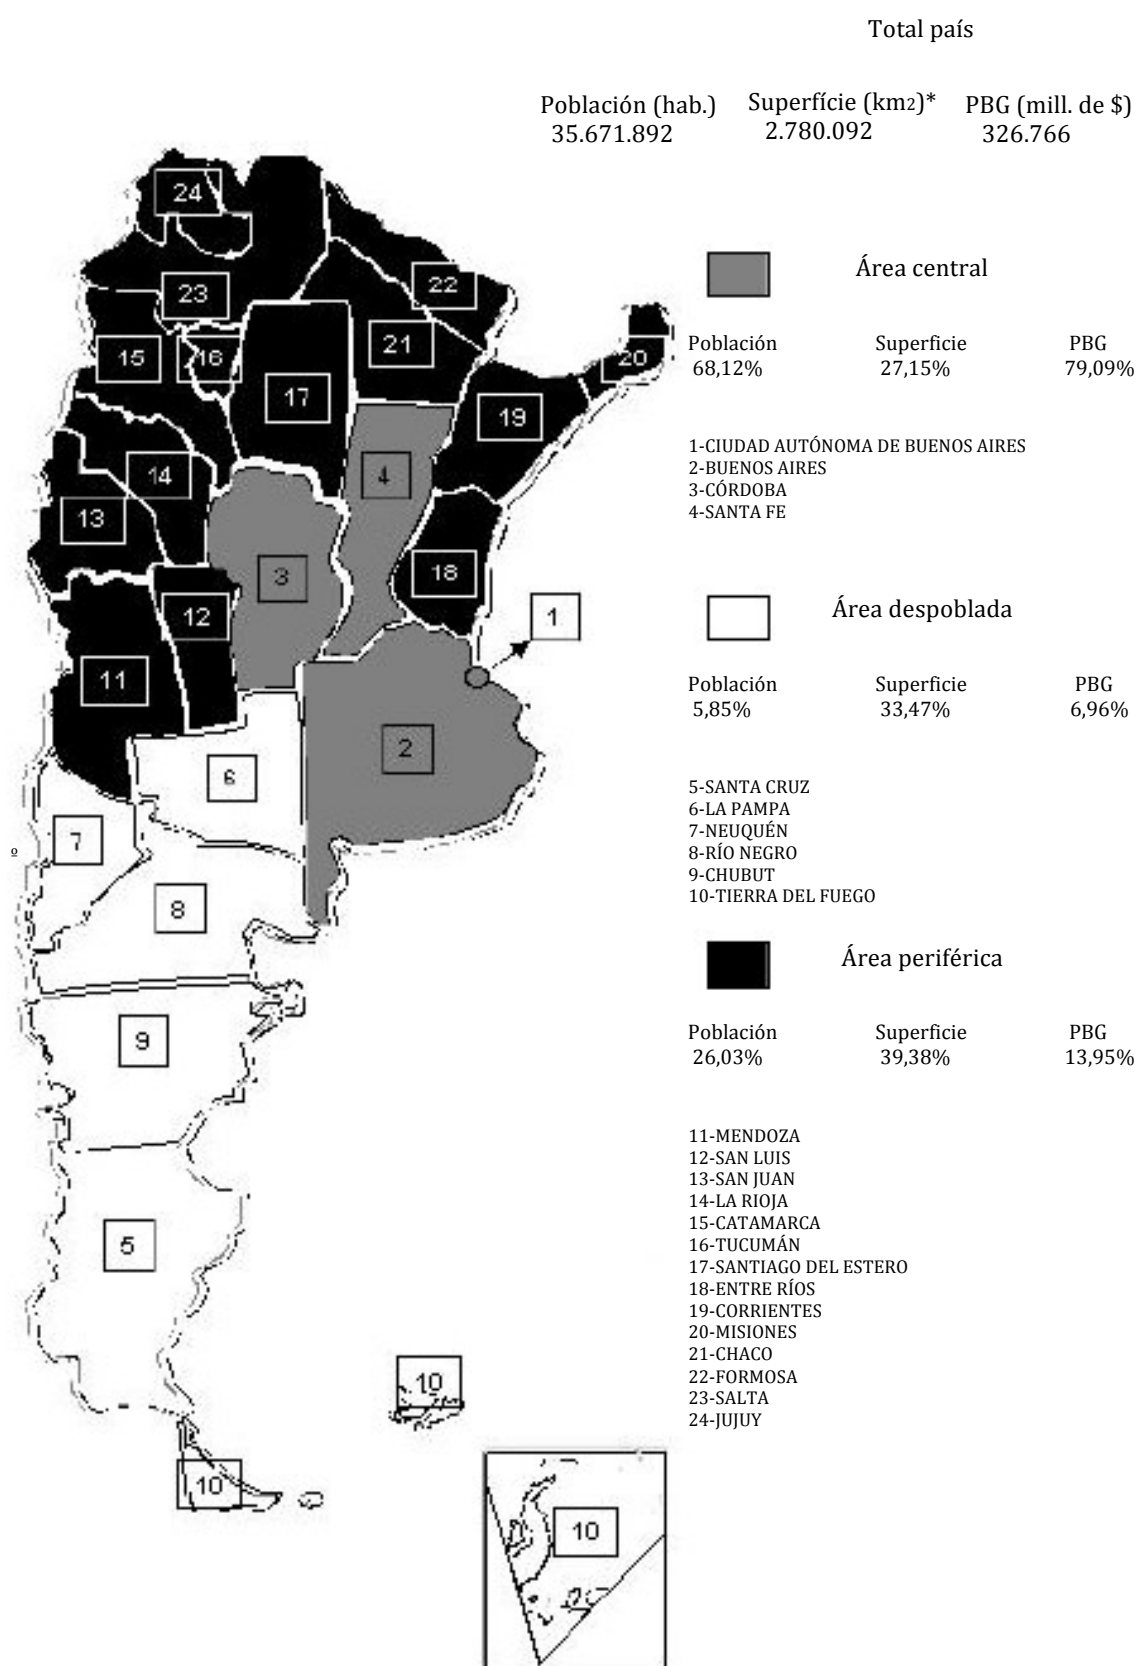 Total país
Población (hab.) Superfície (km2)* PBG (mill. de $)
35.671.892 2.780.092 326.766
24
Área central
22
23
Población Superficie PBG
68,12% 27,15% 79,09%
21
15
16
20
17
19
1-CIUDAD AUTÓNOMA DE BUENOS AIRES
2-BUENOS AIRES
3-CÓRDOBA
4-SANTA FE
4
14
13
3
18
12
1
Área despoblada
11
Población Superficie PBG
5,85% 33,47% 6,96%
2
6
5-SANTA CRUZ
6-LA PAMPA
7-NEUQUÉN
8-RÍO NEGRO
9-CHUBUT
10-TIERRA DEL FUEGO
7
º
8
Área periférica
9
Población Superficie PBG
26,03% 39,38% 13,95%
11-MENDOZA
12-SAN LUIS
13-SAN JUAN
14-LA RIOJA
15-CATAMARCA
16-TUCUMÁN
17-SANTIAGO DEL ESTERO
18-ENTRE RÍOS
19-CORRIENTES
20-MISIONES
21-CHACO
22-FORMOSA
23-SALTA
24-JUJUY
5
10
10
10